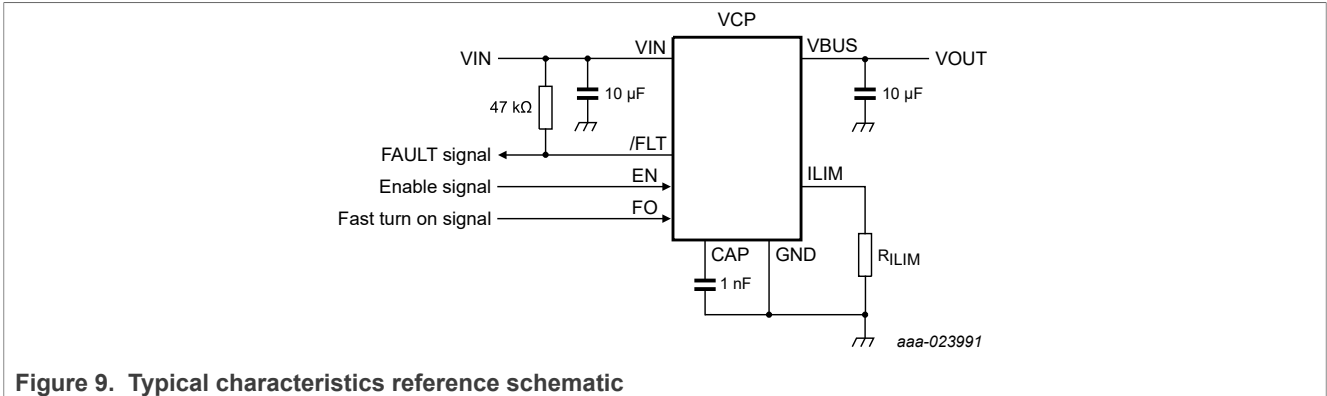 VCP
VIN
VIN
VBUS
VOUT
10 µF
10 µF
47 kΩ
FAULT signal
/FLT
Enable signal
EN
ILIM
Fast turn on signal
FO
CAP
GND
RILIM
1 nF
aaa-023991
Figure 9. Typical characteristics reference schematic